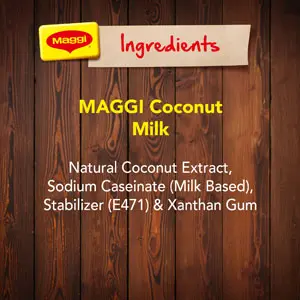 Maggi
Ingredients
MAGGI Coconut
Milk
Natural Coconut Extract,
Sodium Caseinate (Milk Based),
Stabilizer (E471) & Xanthan Gum